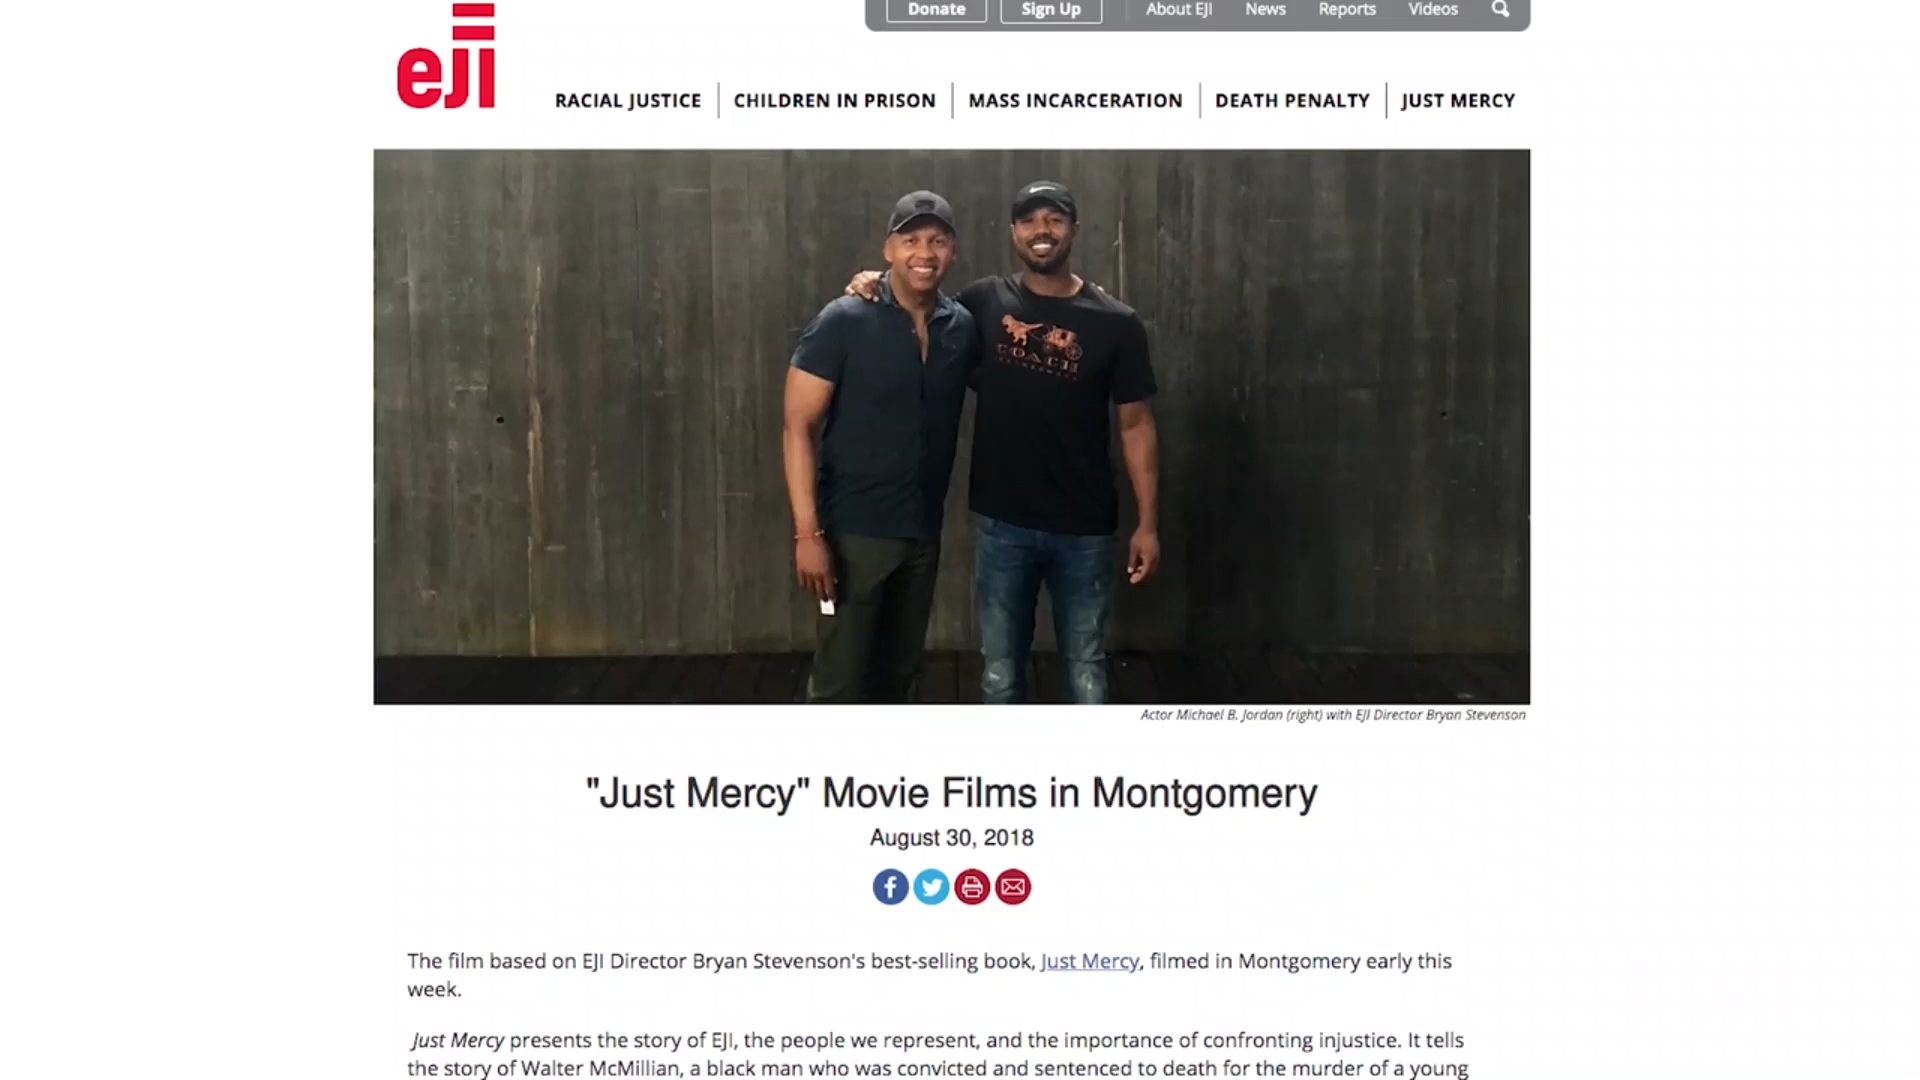 Donate
Sign Up
About EJI
News
Reports
Videos
eji
RACIAL JUSTICE
CHILDREN IN PRISON
MASS INCARCERATION
DEATH PENALTY
JUST MERCY
COACH
Actor Michael B. Jordan (right) with EJI Director Bryan Stevenson
"Just Mercy" Movie Films in Montgomery
August 30, 2018
The film based on EJI Director Bryan Stevenson's best-selling book, Just Mercy, filmed in Montgomery early this
week.
Just Mercy presents the story of EJI, the people we represent, and the importance of confronting injustice. It tells
the story of Walter McMillian, a black man who was convicted and sentenced to death for the murder of a young